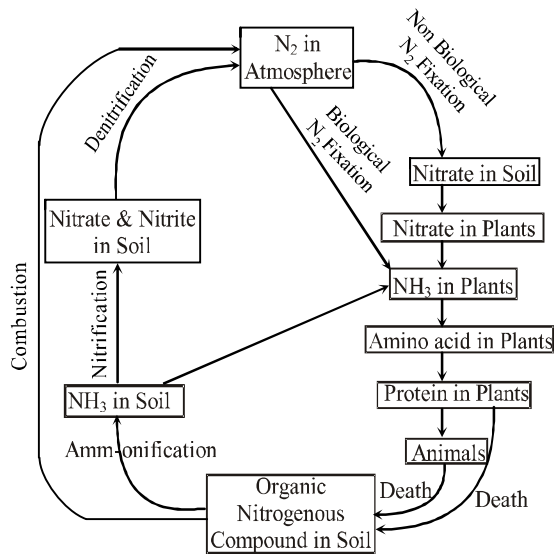 N2 in
Atmosphere
Non Biological
N2 Fixation
Biological
N2 Fixation
Denitrification
Nitrate in Soil
Nitrate in Plants
Nitrate & Nitrite
in Soil
NH3 in Plants
Nitrification
Combustion
Amino acid in Plants
NH3 in Soil
Protein in Plants
Amm-onification
Animals
Death
Death
Organic
Nitrogenous
Compound in Soil